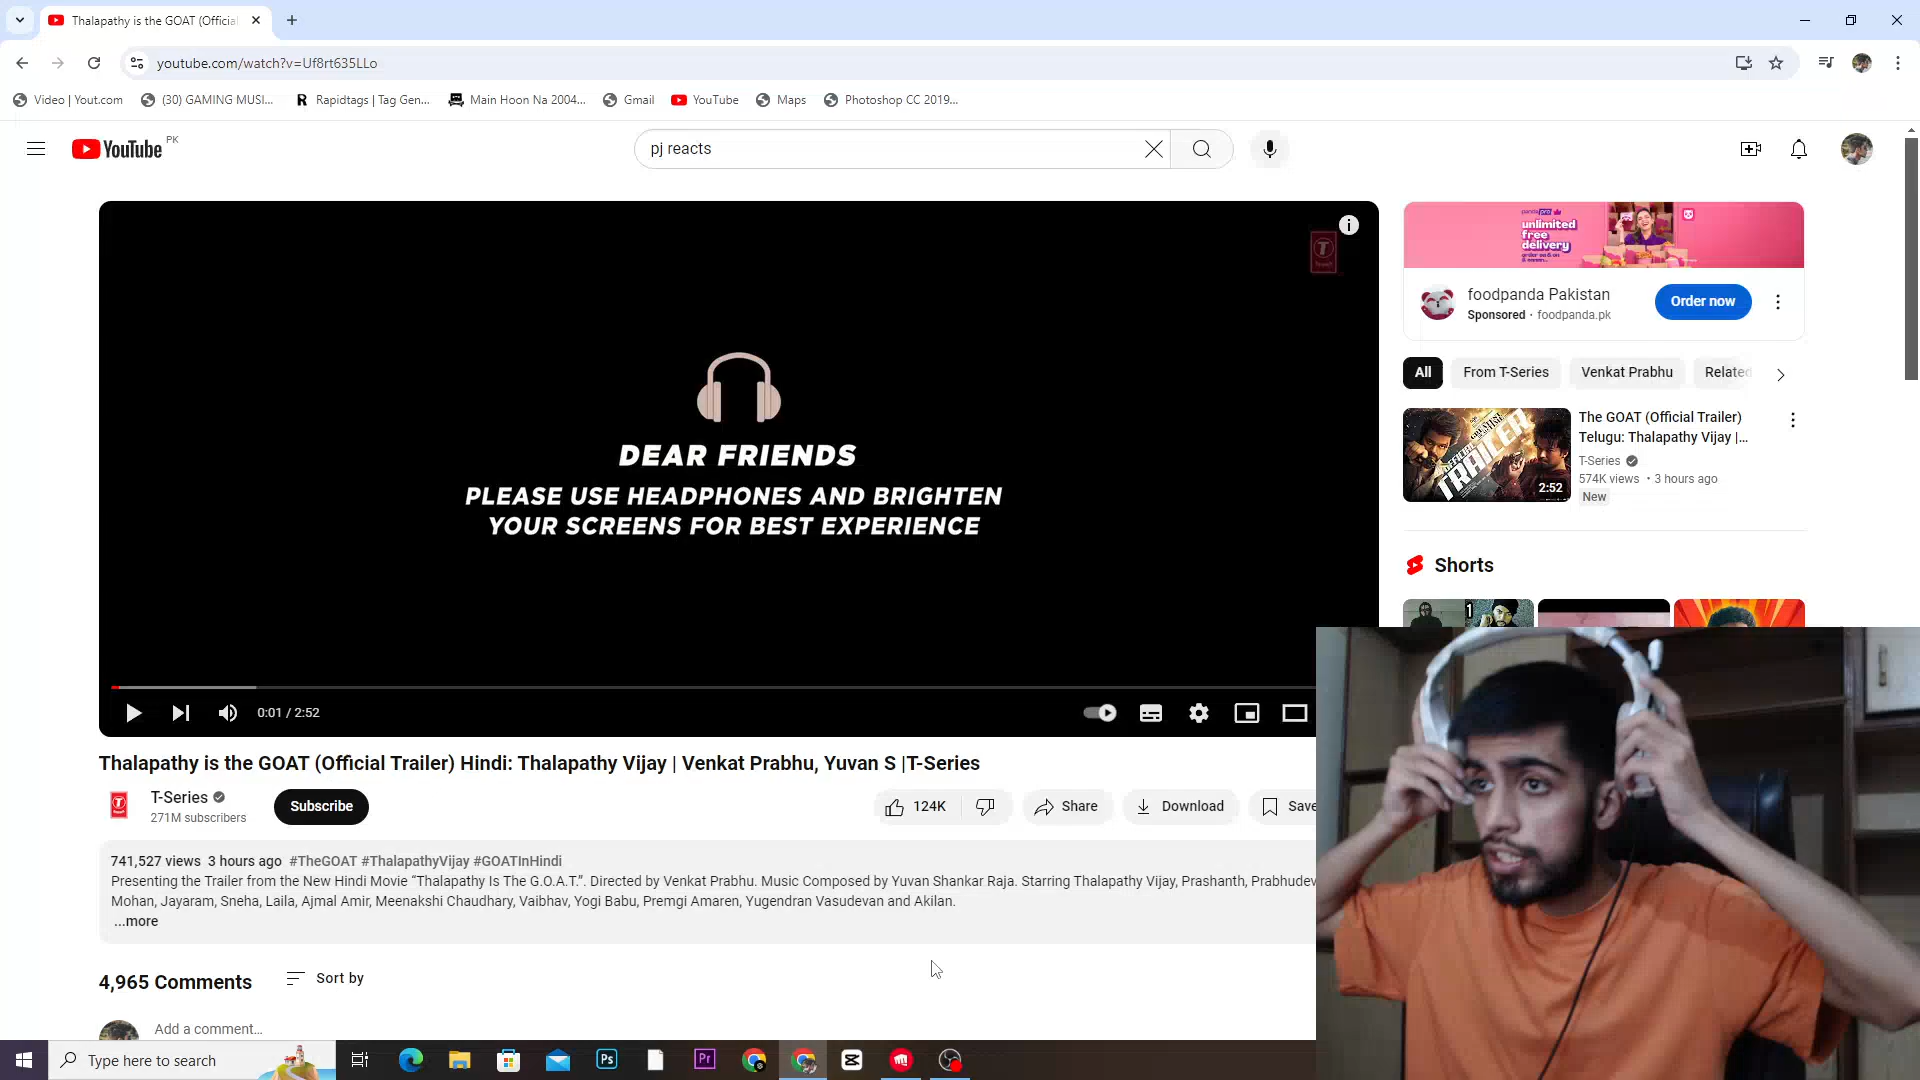 Thalapathy is the GOAT (Official
youtube.com/watch?v=Uf8rt635LLo
Video | Yout.com
(30) GAMING MUSI...
Rapidtags | Tag Gen...
Main Hoon Na 2004...
Gmail
YouTube
Maps
Photoshop CC 2019...
YouTube PK
pj reacts
DEAR FRIENDS
PLEASE USE HEADPHONES AND BRIGHTEN
YOUR SCREENS FOR BEST EXPERIENCE
0:01 / 2:52
Thalapathy is the GOAT (Official Trailer) Hindi: Thalapathy Vijay | Venkat Prabhu, Yuvan S |T-Series
T-Series
271M subscribers
Subscribe
124K
Share
Download
Save
741,527 views 3 hours ago #TheGOAT #ThalapathyVijay #GOATInHindi
Presenting the Trailer from the New Hindi Movie “Thalapathy Is The G.O.A.T.”. Directed by Venkat Prabhu. Music Composed by Yuvan Shankar Raja. Starring Thalapathy Vijay, Prashanth, Prabhudev
Mohan, Jayaram, Sneha, Laila, Ajmal Amir, Meenakshi Chaudhary, Vaibhav, Yogi Babu, Premgi Amaren, Yugendran Vasudevan and Akilan.
...more
4,965 Comments
Sort by
Add a comment...
unlimited
free
delivery
foodpanda Pakistan
Sponsored · foodpanda.pk
Order now
All
From T-Series
Venkat Prabhu
Related
OFFICIAL
TRAILER
2:52
The GOAT (Official Trailer)
Telugu: Thalapathy Vijay |...
T-Series
574K views • 3 hours ago
New
Shorts
1
Type here to search
Ps
Pr